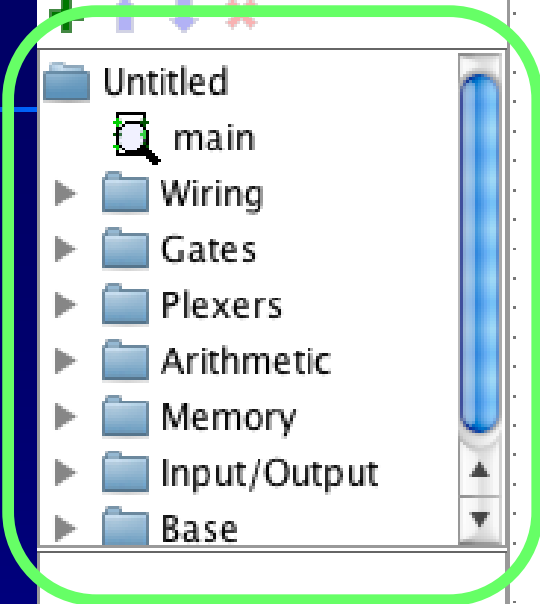 Untitled
main
Wiring
Gates
Plexers
Arithmetic
Memory
Input/Output
Base